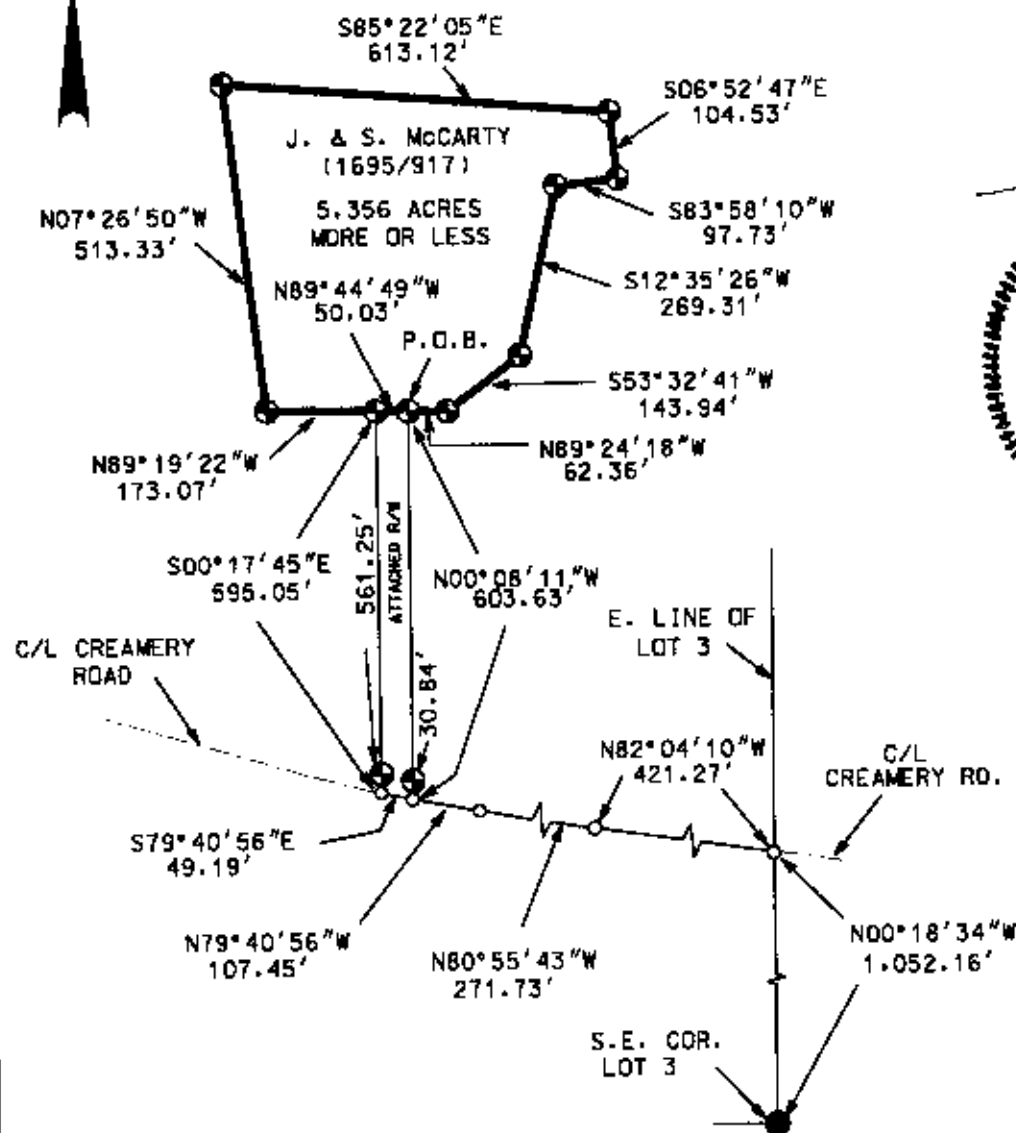 S85°22'05"E
613.12'
S06°52'47"E
104.53'
J. & S. McCARTY
(1695/917)
5.356 ACRES
MORE OR LESS
N07°26'50"W
513.33'
S83°58'10"W
97.73'
N89°44'49"W
50.03'
S12°35'26"W
269.31'
P.O.B.
S53°32'41"W
143.94'
N89°19'22"W
173.07'
N89°24'18"W
62.36'
S00°17'45"E
595.05'
561.25'
ATTACHED R/W
N00°08'11"W
603.63'
30.84'
E. LINE OF
LOT 3
C/L CREAMERY
ROAD
N82°04'10"W
421.27'
C/L
CREAMERY RD.
S79°40'56"E
49.19'
N79°40'56"W
107.45'
N80°55'43"W
271.73'
N00°18'34"W
1,052.16'
S.E. COR.
LOT 3